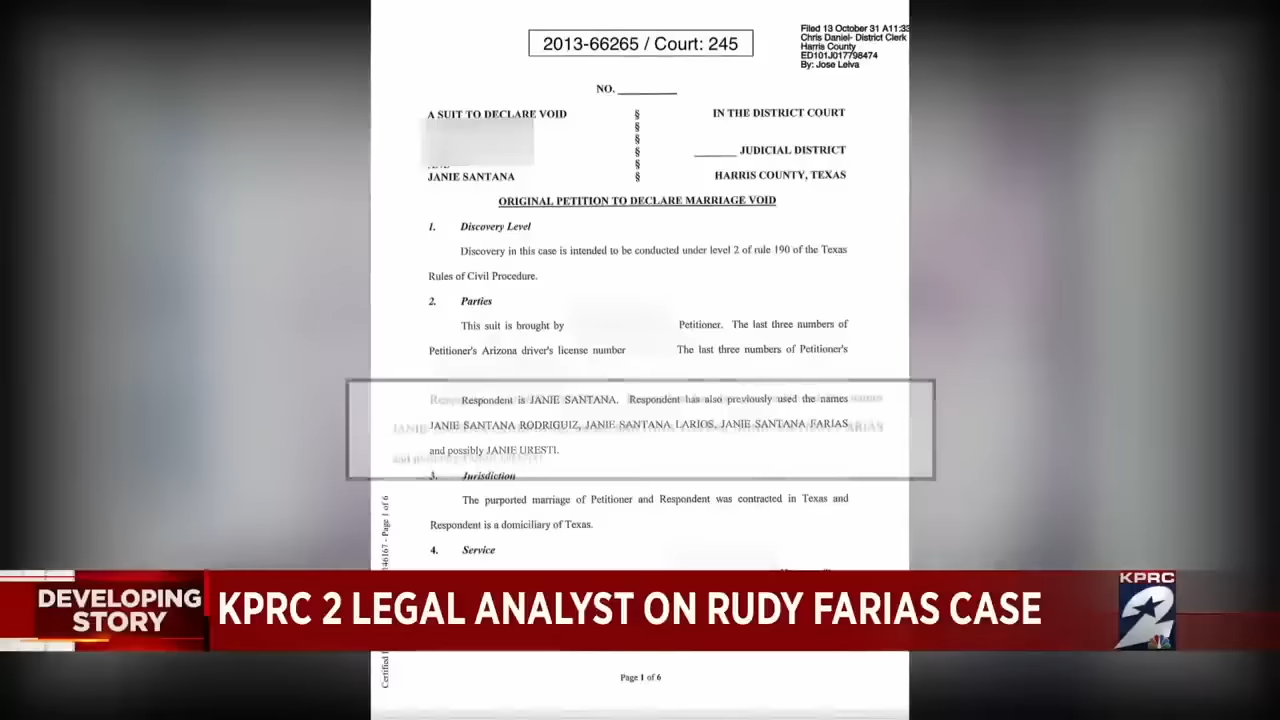 2013-66265 / Court: 245
Filed 13 October 31 A11:33
Chris Daniel- District Clerk
Harris County
ED101J017798474
By: Jose Leiva
NO. ________
A SUIT TO DECLARE VOID § IN THE DISTRICT COURT
§
§
§ ______ JUDICIAL DISTRICT
AND §
JANIE SANTANA § HARRIS COUNTY, TEXAS
ORIGINAL PETITION TO DECLARE MARRIAGE VOID
1. Discovery Level
Discovery in this case is intended to be conducted under level 2 of rule 190 of the Texas
Rules of Civil Procedure.
2. Parties
This suit is brought by Petitioner. The last three numbers of
Petitioner's Arizona driver's license number The last three numbers of Petitioner's
Respondent is JANIE SANTANA. Respondent has also previously used the names
JANIE SANTANA RODRIGUIZ, JANIE SANTANA LARIOS, JANIE SANTANA FARIAS
and possibly JANIE URESTI.
3. Jurisdiction
The purported marriage of Petitioner and Respondent was contracted in Texas and
Respondent is a domiciliary of Texas.
4. Service
46167 - Page 1 of 6
Certified
DEVELOPING
STORY
KPRC 2 LEGAL ANALYST ON RUDY FARIAS CASE
KPRC
2
Page 1 of 6